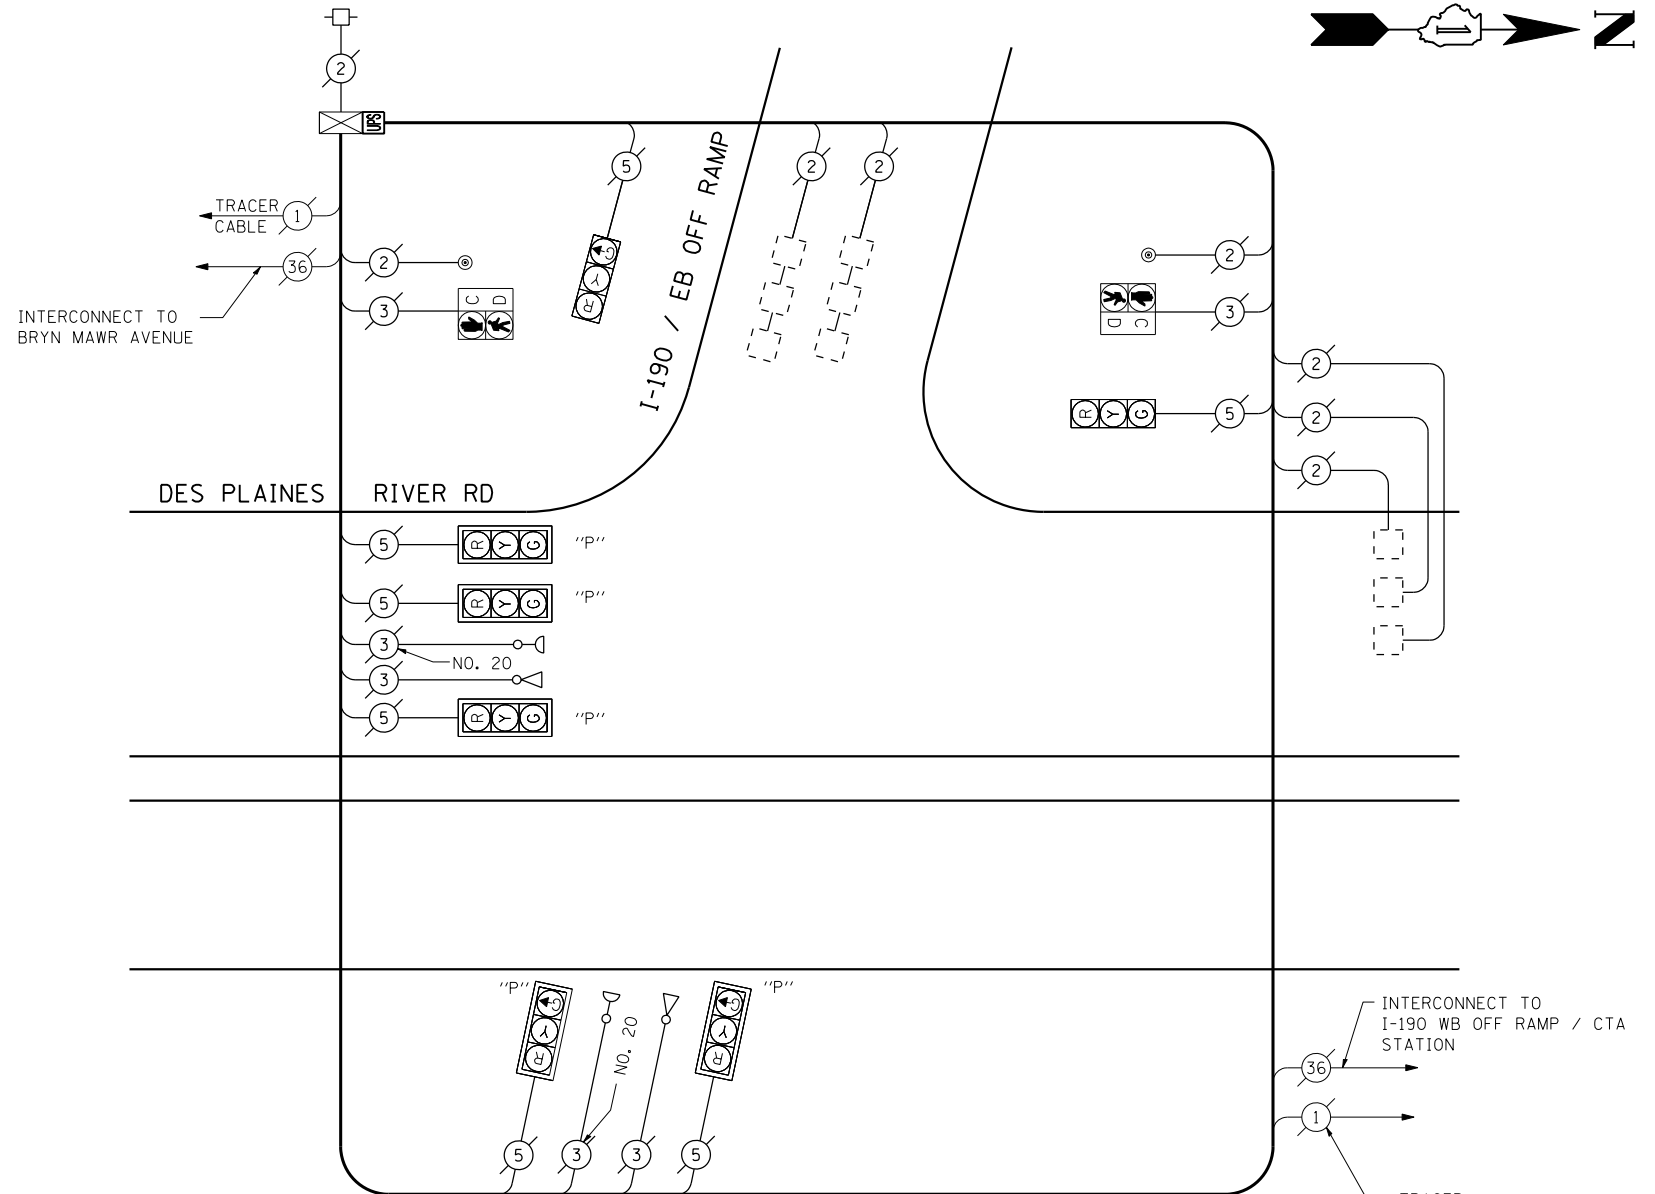 1
N
2
UPS
5
2
2
TRACER
CABLE
1
36
2
3
C D
INTERCONNECT TO
BRYN MAWR AVENUE
G
Y
R
I-190 / EB OFF RAMP
2
3
D C
R Y G
5
2
2
2
DES PLAINES RIVER RD
5
R Y G
"P"
5
R Y G
"P"
3
NO. 20
3
5
R Y G
"P"
"P"
G
Y
R
NO. 20
G
Y
R
"P"
5
3
3
5
INTERCONNECT TO
I-190 WB OFF RAMP / CTA
STATION
36
1